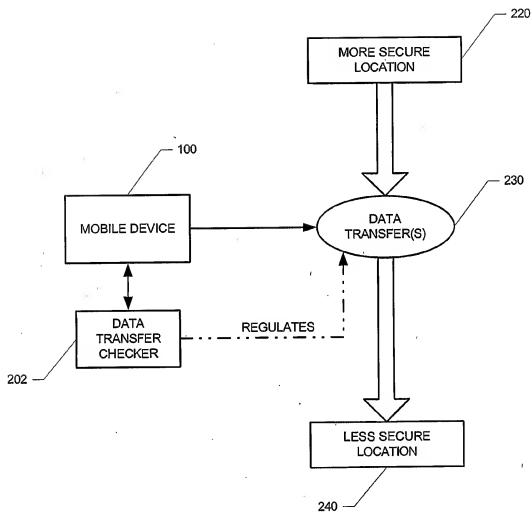 220
MORE SECURE
LOCATION
100
230
MOBILE DEVICE
DATA
TRANSFER(S)
DATA
TRANSFER
CHECKER
REGULATES
202
LESS SECURE
LOCATION
240